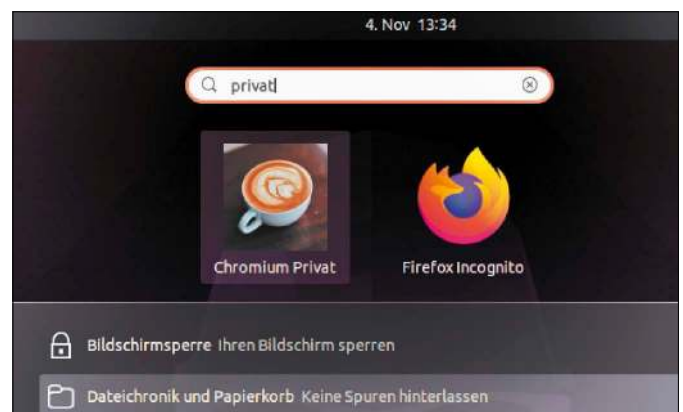 4. Nov 13:34
privat
Chromium Privat
Firefox Incognito
Bildschirmsperre Ihren Bildschirm sperren
Dateichronik und Papierkorb Keine Spuren hinterlassen